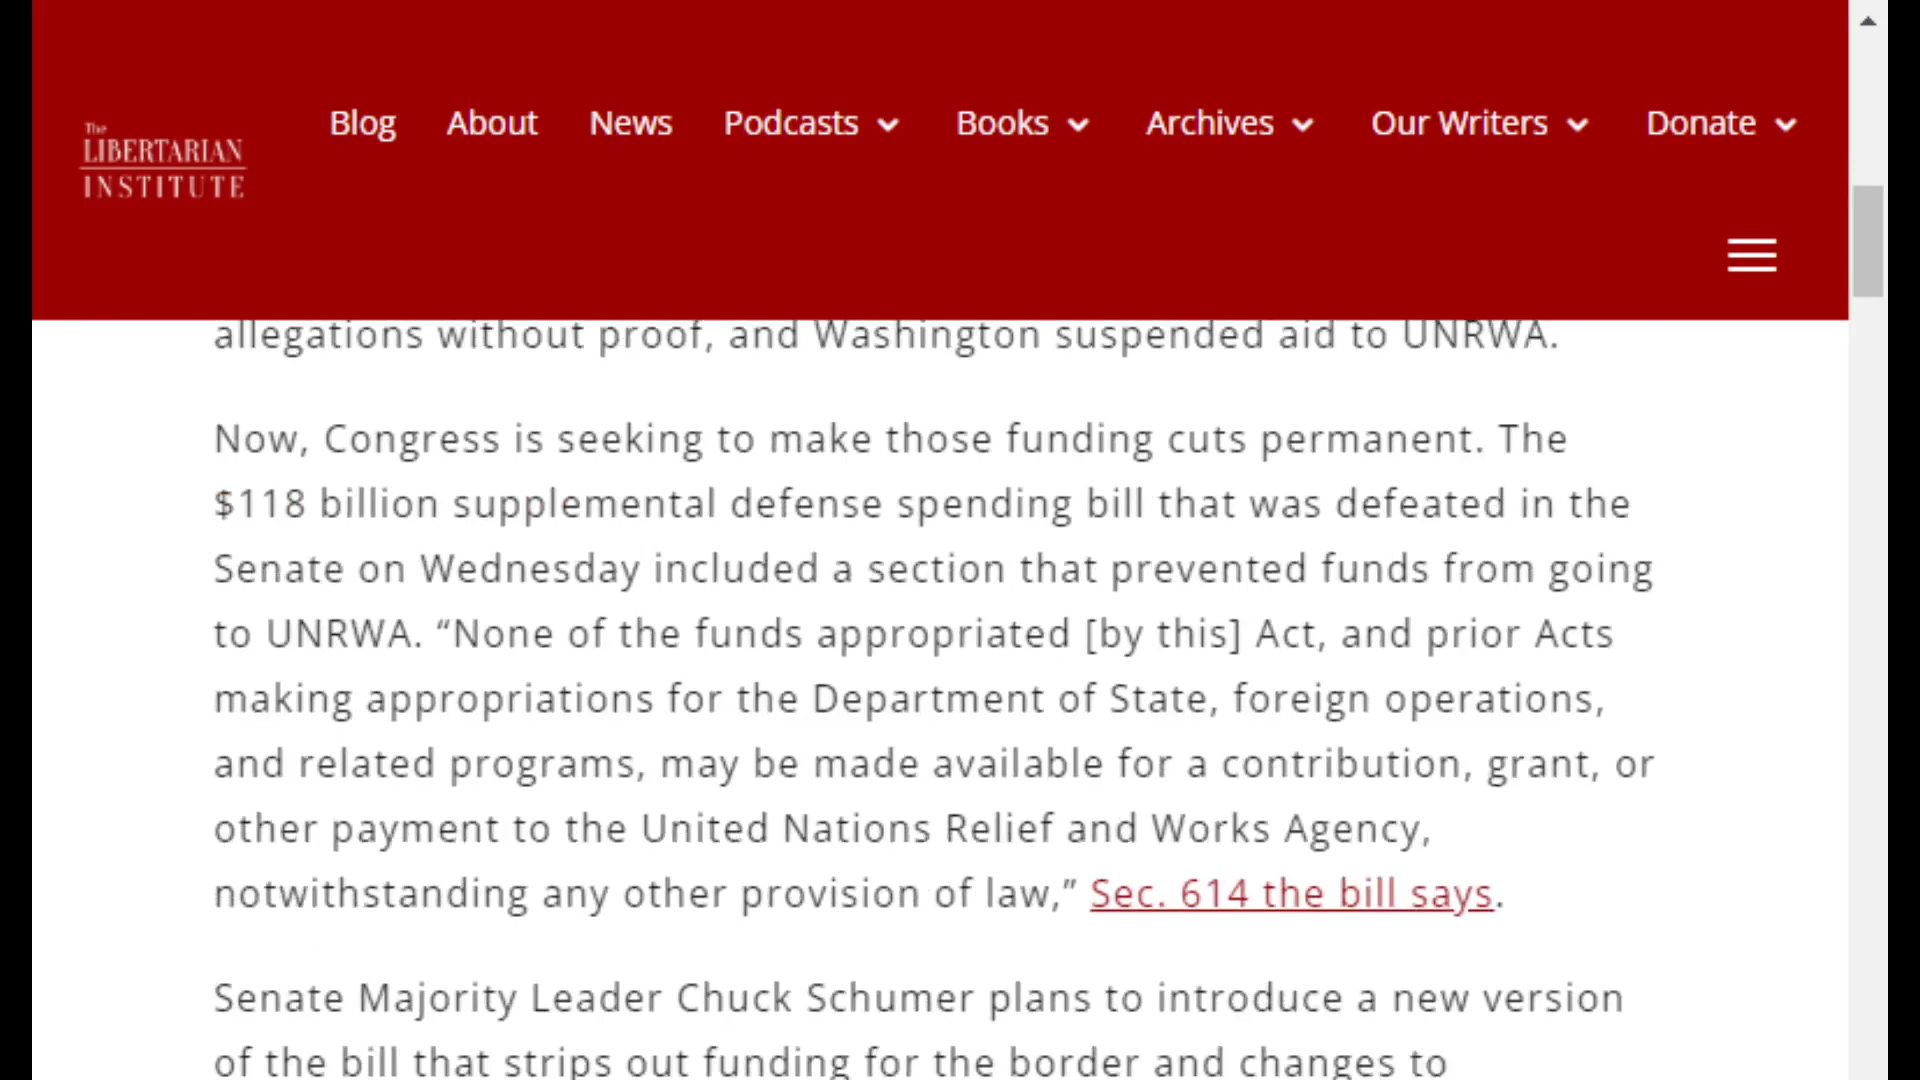 The
LIBERTARIAN
INSTITUTE
Blog About News Podcasts Books Archives Our Writers Donate
allegations without proof, and Washington suspended aid to UNRWA.
Now, Congress is seeking to make those funding cuts permanent. The
$118 billion supplemental defense spending bill that was defeated in the
Senate on Wednesday included a section that prevented funds from going
to UNRWA. “None of the funds appropriated [by this] Act, and prior Acts
making appropriations for the Department of State, foreign operations,
and related programs, may be made available for a contribution, grant, or
other payment to the United Nations Relief and Works Agency,
notwithstanding any other provision of law,” Sec. 614 the bill says.
Senate Majority Leader Chuck Schumer plans to introduce a new version
of the bill that strips out funding for the border and changes to